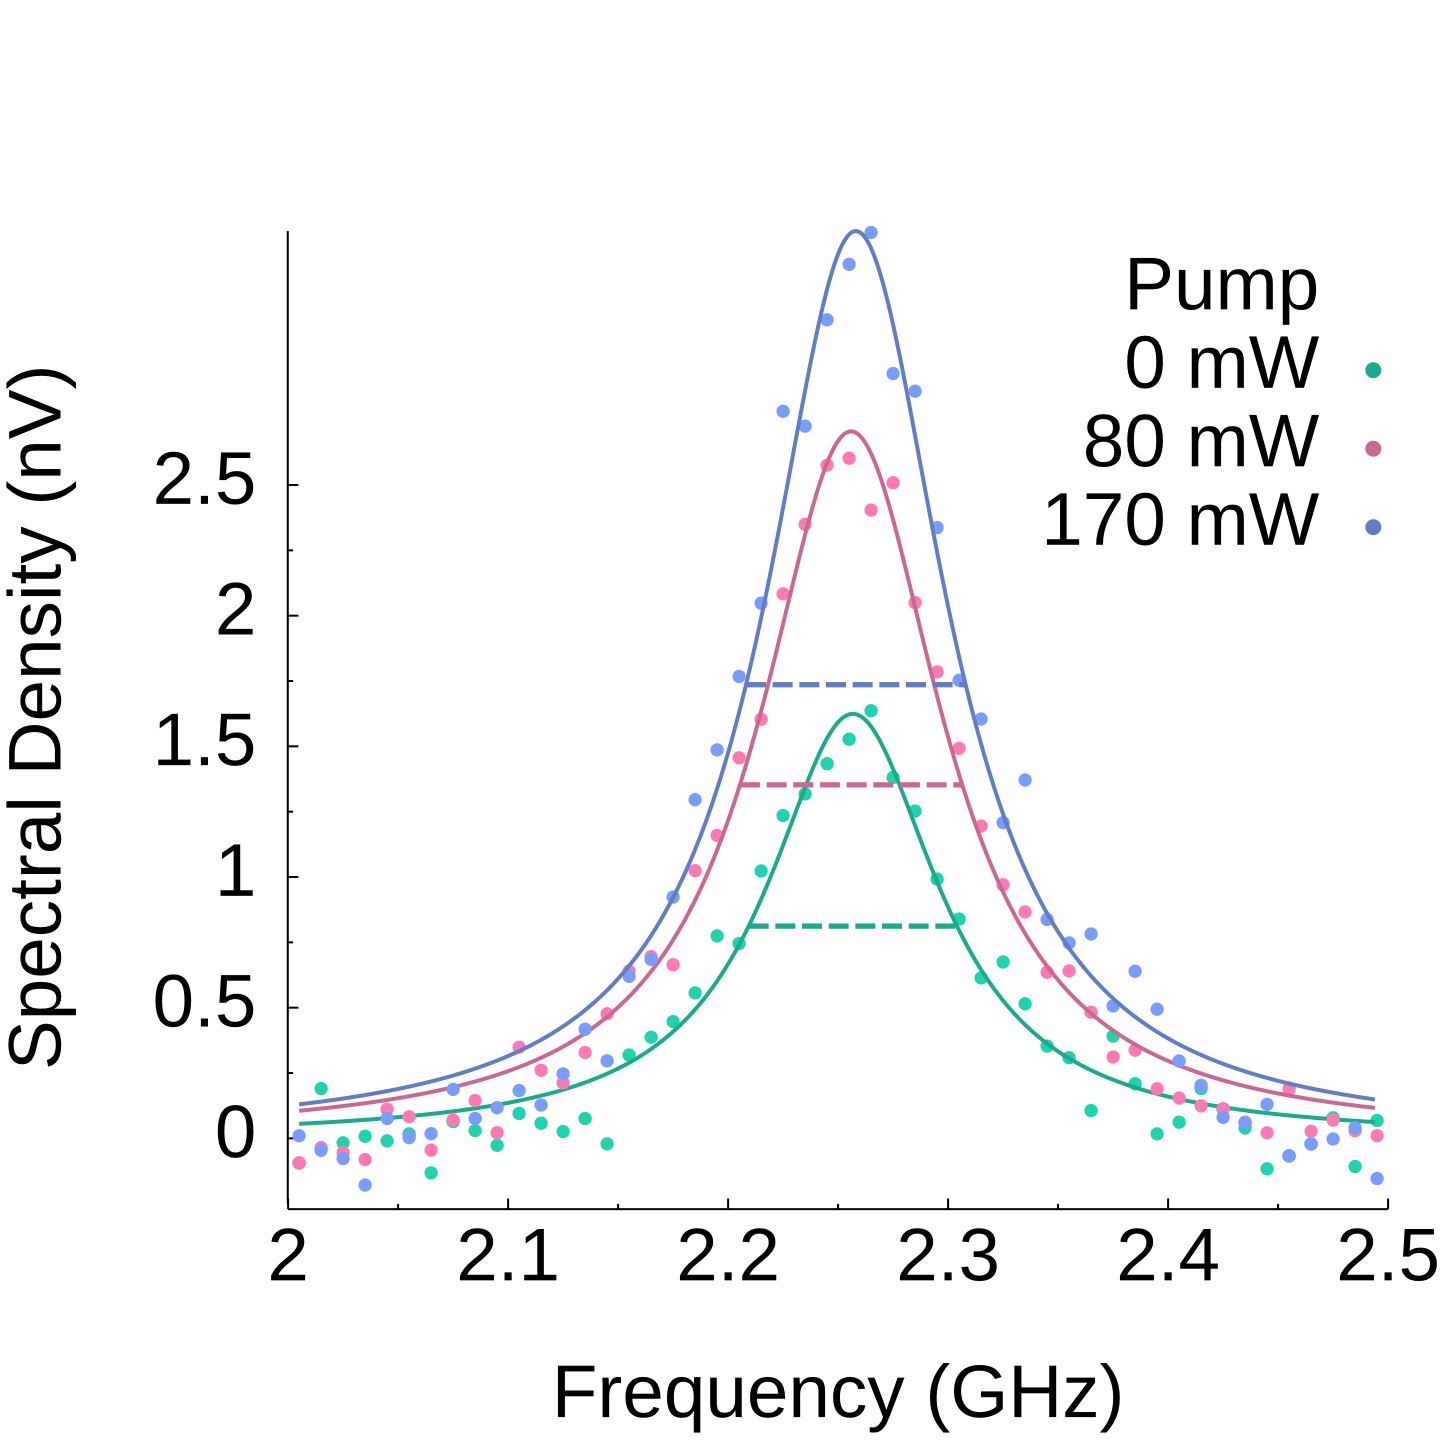 Pump
0 mW
80 mW
170 mW
Spectral Density (nV)
2.5
2
1.5
1
0.5
0
2 2.1 2.2 2.3 2.4 2.5
Frequency (GHz)